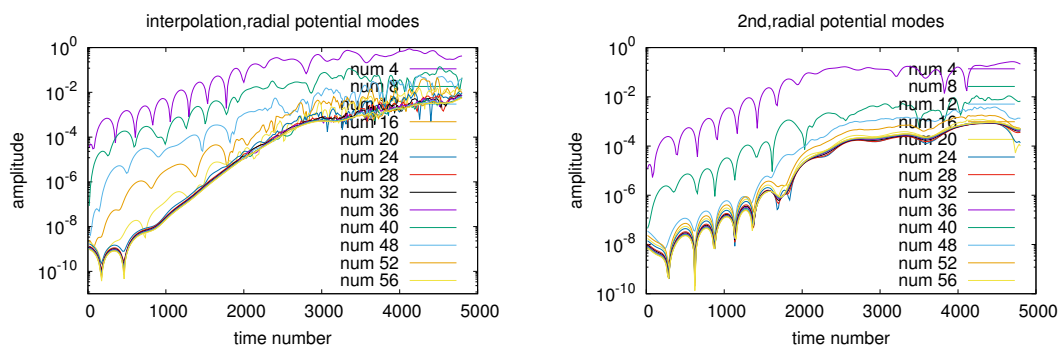 interpolation,radial potential modes
10^0
10^-2
10^-4
10^-6
10^-8
10^-10
amplitude
0 1000 2000 3000 4000 5000
time number
num 4
num 8
num 12
num 16
num 20
num 24
num 28
num 32
num 36
num 40
num 48
num 52
num 56
2nd,radial potential modes
10^0
10^-2
10^-4
10^-6
10^-8
10^-10
amplitude
0 1000 2000 3000 4000 5000
time number
num 4
num 8
num 12
num 16
num 20
num 24
num 28
num 32
num 36
num 40
num 48
num 52
num 56